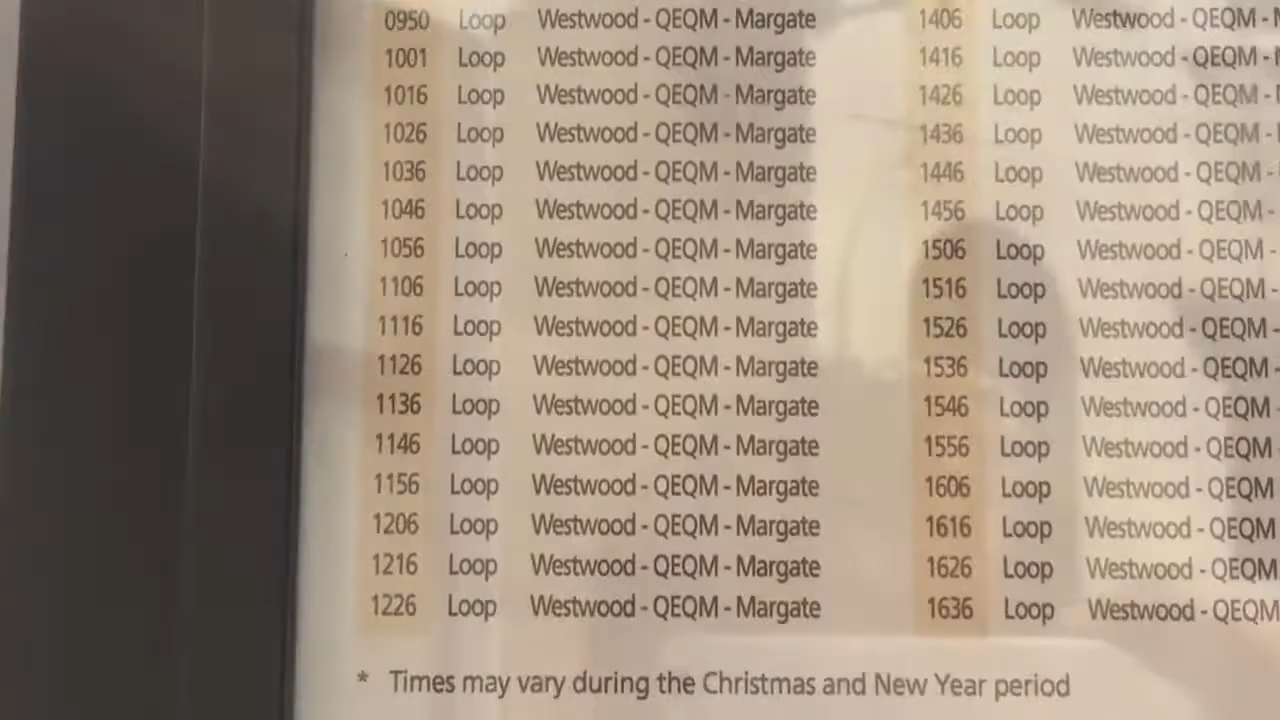 0950 Loop Westwood - QEQM - Margate
1001 Loop Westwood - QEQM - Margate
1016 Loop Westwood - QEQM - Margate
1026 Loop Westwood - QEQM - Margate
1036 Loop Westwood - QEQM - Margate
1046 Loop Westwood - QEQM - Margate
1056 Loop Westwood - QEQM - Margate
1106 Loop Westwood - QEQM - Margate
1116 Loop Westwood - QEQM - Margate
1126 Loop Westwood - QEQM - Margate
1136 Loop Westwood - QEQM - Margate
1146 Loop Westwood - QEQM - Margate
1156 Loop Westwood - QEQM - Margate
1206 Loop Westwood - QEQM - Margate
1216 Loop Westwood - QEQM - Margate
1226 Loop Westwood - QEQM - Margate
1406 Loop Westwood - QEQM -
1416 Loop Westwood - QEQM -
1426 Loop Westwood - QEQM -
1436 Loop Westwood - QEQM -
1446 Loop Westwood - QEQM -
1456 Loop Westwood - QEQM -
1506 Loop Westwood - QEQM -
1516 Loop Westwood - QEQM -
1526 Loop Westwood - QEQM -
1536 Loop Westwood - QEQM -
1546 Loop Westwood - QEQM
1556 Loop Westwood - QEQM
1606 Loop Westwood - QEQM
1616 Loop Westwood - QEQM
1626 Loop Westwood - QEQM
1636 Loop Westwood - QEQM
* Times may vary during the Christmas and New Year period